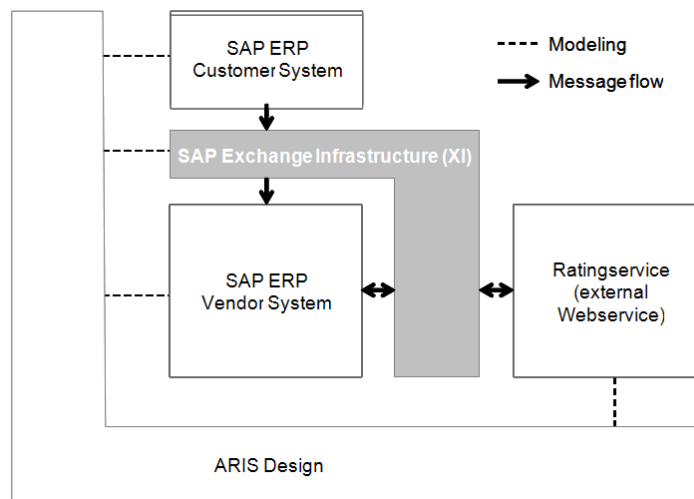 SAP ERP
Customer System
Modeling
Message flow
SAP Exchange Infrastructure (XI)
SAP ERP
Vendor System
Ratingservice
(external
Webservice)
ARIS Design